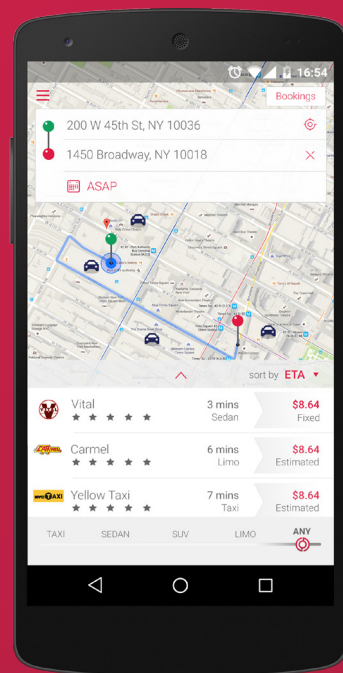 16:54
Bookings
200 W 45th St, NY 10036
1450 Broadway, NY 10018
ASAP
sort by ETA
Vital 3 mins $8.64
Sedan Fixed
Carmel 6 mins $8.64
Limo Estimated
NYC TAXI Yellow Taxi 7 mins $8.64
Taxi Estimated
TAXI SEDAN SUV LIMO ANY